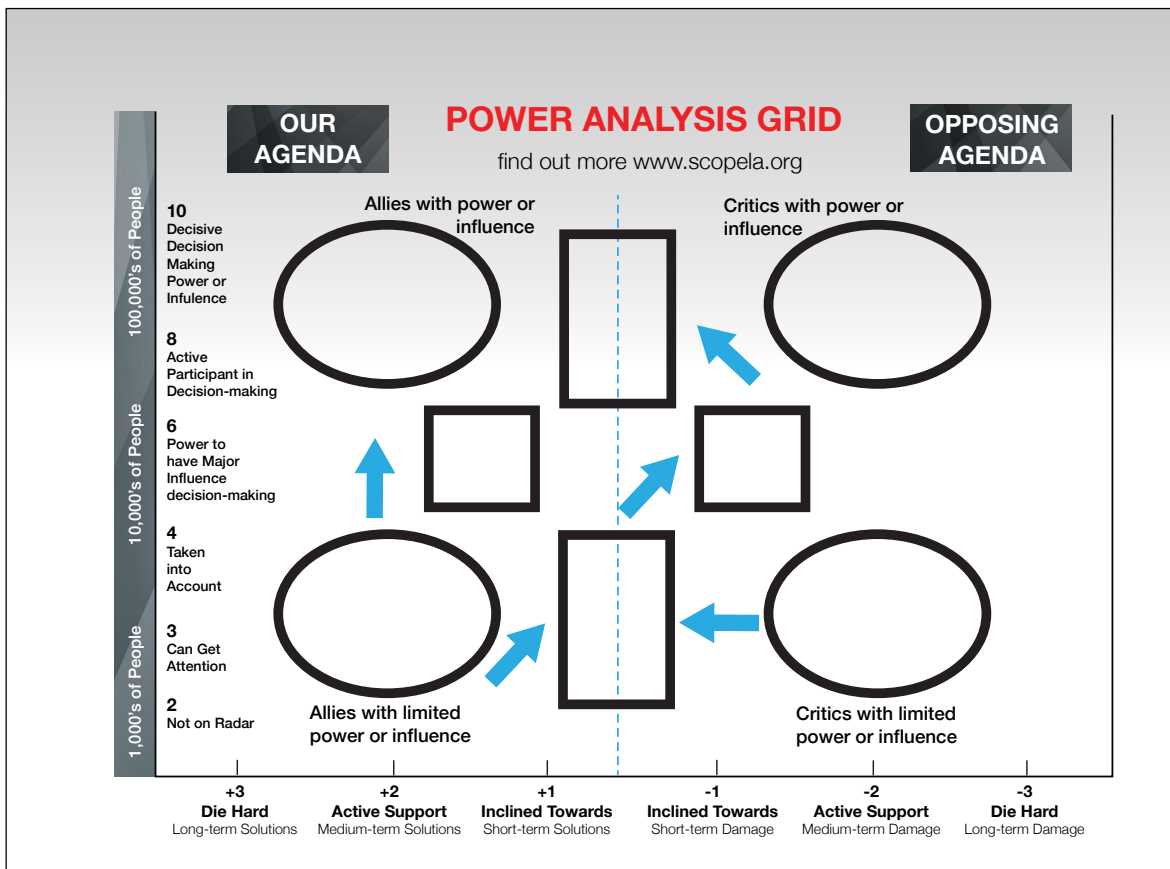 OUR
AGENDA
POWER ANALYSIS GRID
find out more www.scopela.org
OPPOSING
AGENDA
100,000's of People
10,000's of People
1,000's of People
10
Decisive
Decision
Making
Power or
Infulence
8
Active
Participant in
Decision-making
6
Power to
have Major
Influence
decision-making
4
Taken
into
Account
3
Can Get
Attention
2
Not on Radar
Allies with power or
influence
Critics with power or
influence
Allies with limited
power or influence
Critics with limited
power or influence
+3
Die Hard
Long-term Solutions
+2
Active Support
Medium-term Solutions
+1
Inclined Towards
Short-term Solutions
-1
Inclined Towards
Short-term Damage
-2
Active Support
Medium-term Damage
-3
Die Hard
Long-term Damage